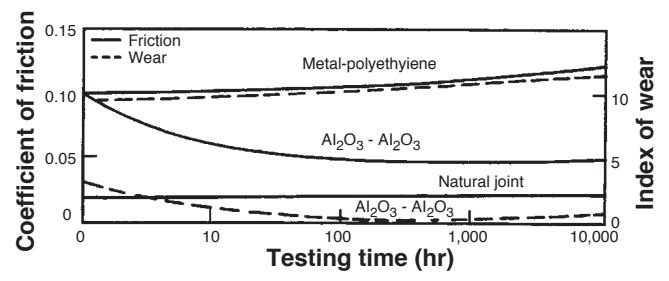 0.15
Friction
Wear
Metal-polyethyiene
0.10
10
Al2O3 - Al2O3
0.05
5
Natural joint
Al2O3 - Al2O3
0
0
0
10
100
1,000
10,000
Testing time (hr)
Coefficient of friction
Index of wear